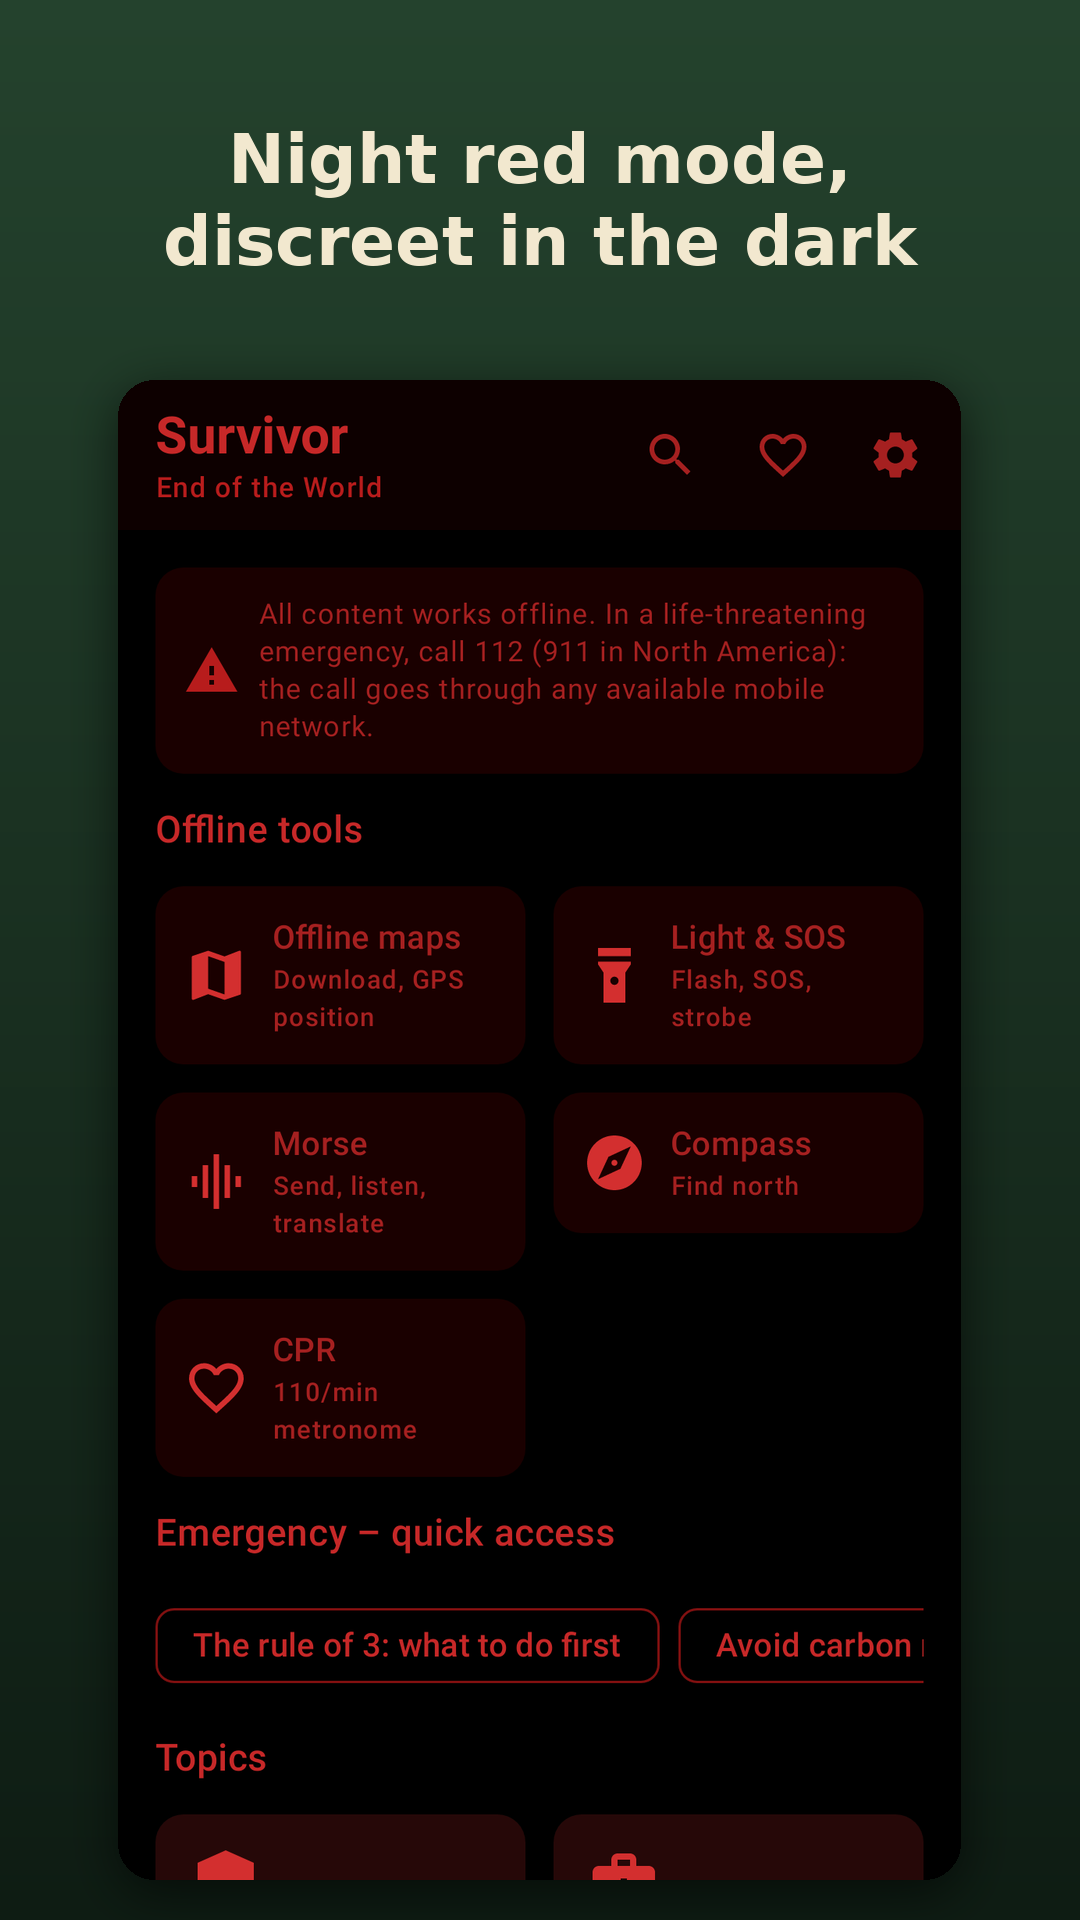 Night red mode,
discreet in the dark
Survivor
End of the World
All content works offline. In a life-threatening
emergency, call 112 (911 in North America):
the call goes through any available mobile
network.
Offline tools
Offline maps
Download, GPS
position
Light & SOS
Flash, SOS,
strobe
Morse
Send, listen,
translate
Compass
Find north
CPR
110/min
metronome
Emergency – quick access
The rule of 3: what to do first
Avoid carbon
Topics